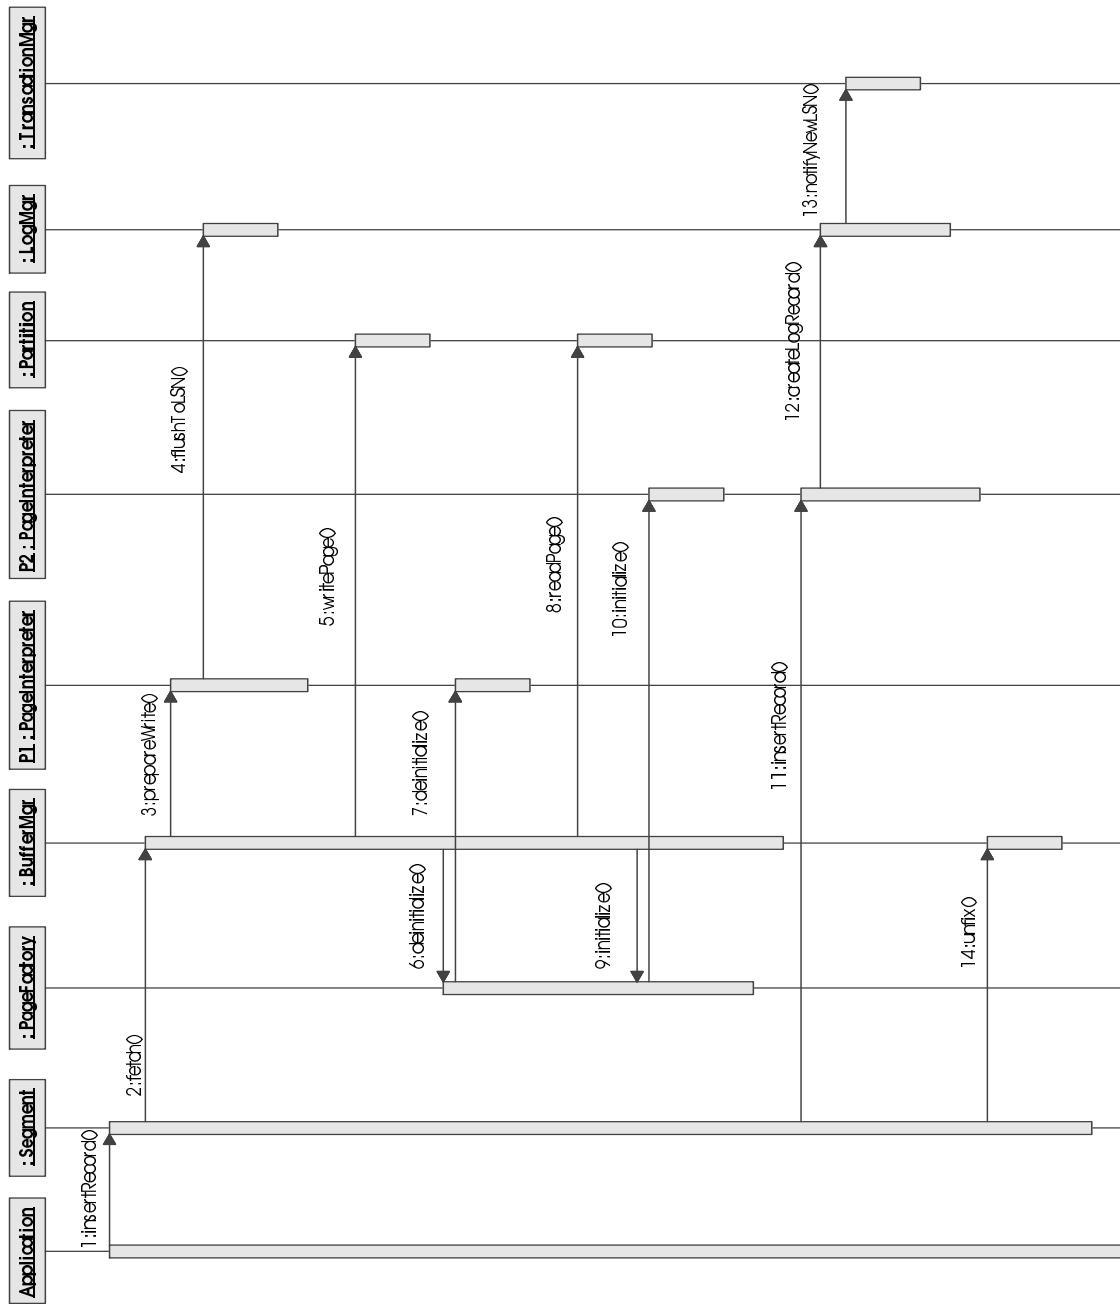 Application
: Segment
: PageFactory
: BufferMgr
P1 : PageInterpreter
P2 : PageInterpreter
: Partition
: LogMgr
: TransactionMgr
1:insertRecord()
2:fetch()
3:prepareWrite()
4:flushToLSN()
5:writePage()
6:deinitialize()
7:deinitialize()
8:readPage()
9:initialize()
10:initialize()
11:insertRecord()
12:createLogRecord()
13:notifyNewLSN()
14:unfix()